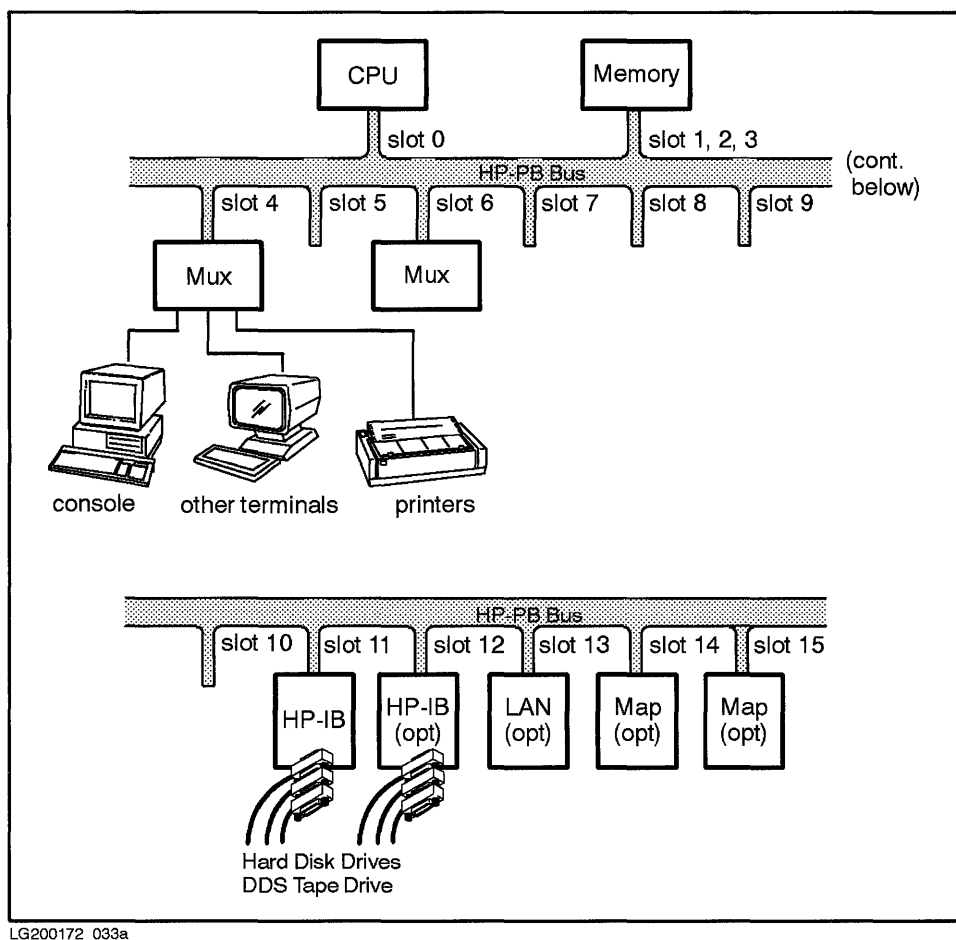 CPU
Memory
slot 0
slot 1, 2, 3
HP-PB Bus
(cont.
below)
slot 4
slot 5
slot 6
slot 7
slot 8
slot 9
Mux
Mux
console
other terminals
printers
HP-PB Bus
slot 10
slot 11
slot 12
slot 13
slot 14
slot 15
HP-IB
HP-IB
(opt)
LAN
(opt)
Map
(opt)
Map
(opt)
Hard Disk Drives
DDS Tape Drive
LG200172_033a